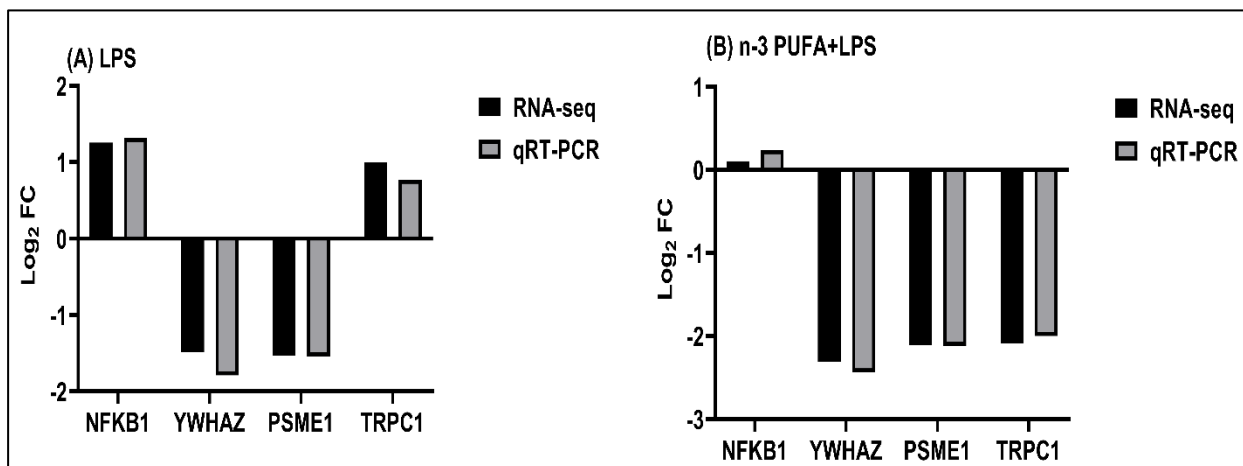 (A) LPS
2
1
0
-1
-2
Log₂ FC
NFKB1 YWHAZ PSME1 TRPC1
RNA-seq
qRT-PCR
(B) n-3 PUFA+LPS
1
0
-1
-2
-3
Log₂ FC
NFKB1 YWHAZ PSME1 TRPC1
RNA-seq
qRT-PCR